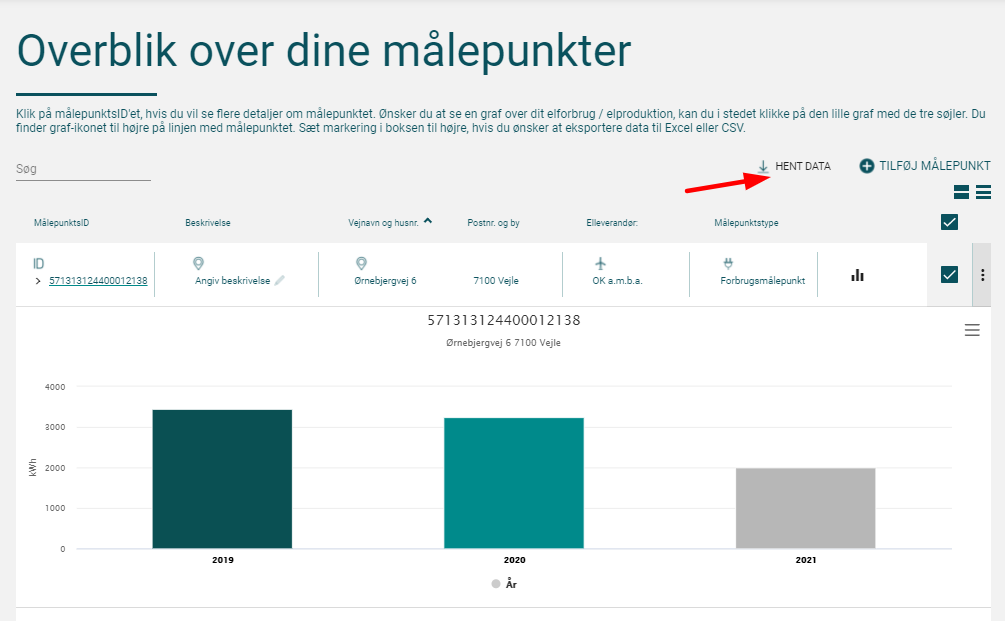 Overblik over dine målepunkter
Klik på målepunktsID'et, hvis du vil se flere detaljer om målepunktet. Ønsker du at se en graf over dit elforbrug / elproduktion, kan du i stedet klikke på den lille graf med de tre søjler. Du
finder graf-ikonet til højre på linjen med målepunktet. Sæt markering i boksen til højre, hvis du ønsker at eksportere data til Excel eller CSV.
Søg
HENT DATA
TILFØJ MÅLEPUNKT
MålepunktsID Beskrivelse Vejnavn og husnr. Postnr. og by Elleverandør: Målepunktstype
ID
571313124400012138 Angiv beskrivelse Ørnebjergvej 6 7100 Vejle OK a.m.b.a. Forbrugsmålepunkt
571313124400012138
Ørnebjergvej 6 7100 Vejle
4000
3000
2000
1000
0
kWh
2019 2020 2021
År